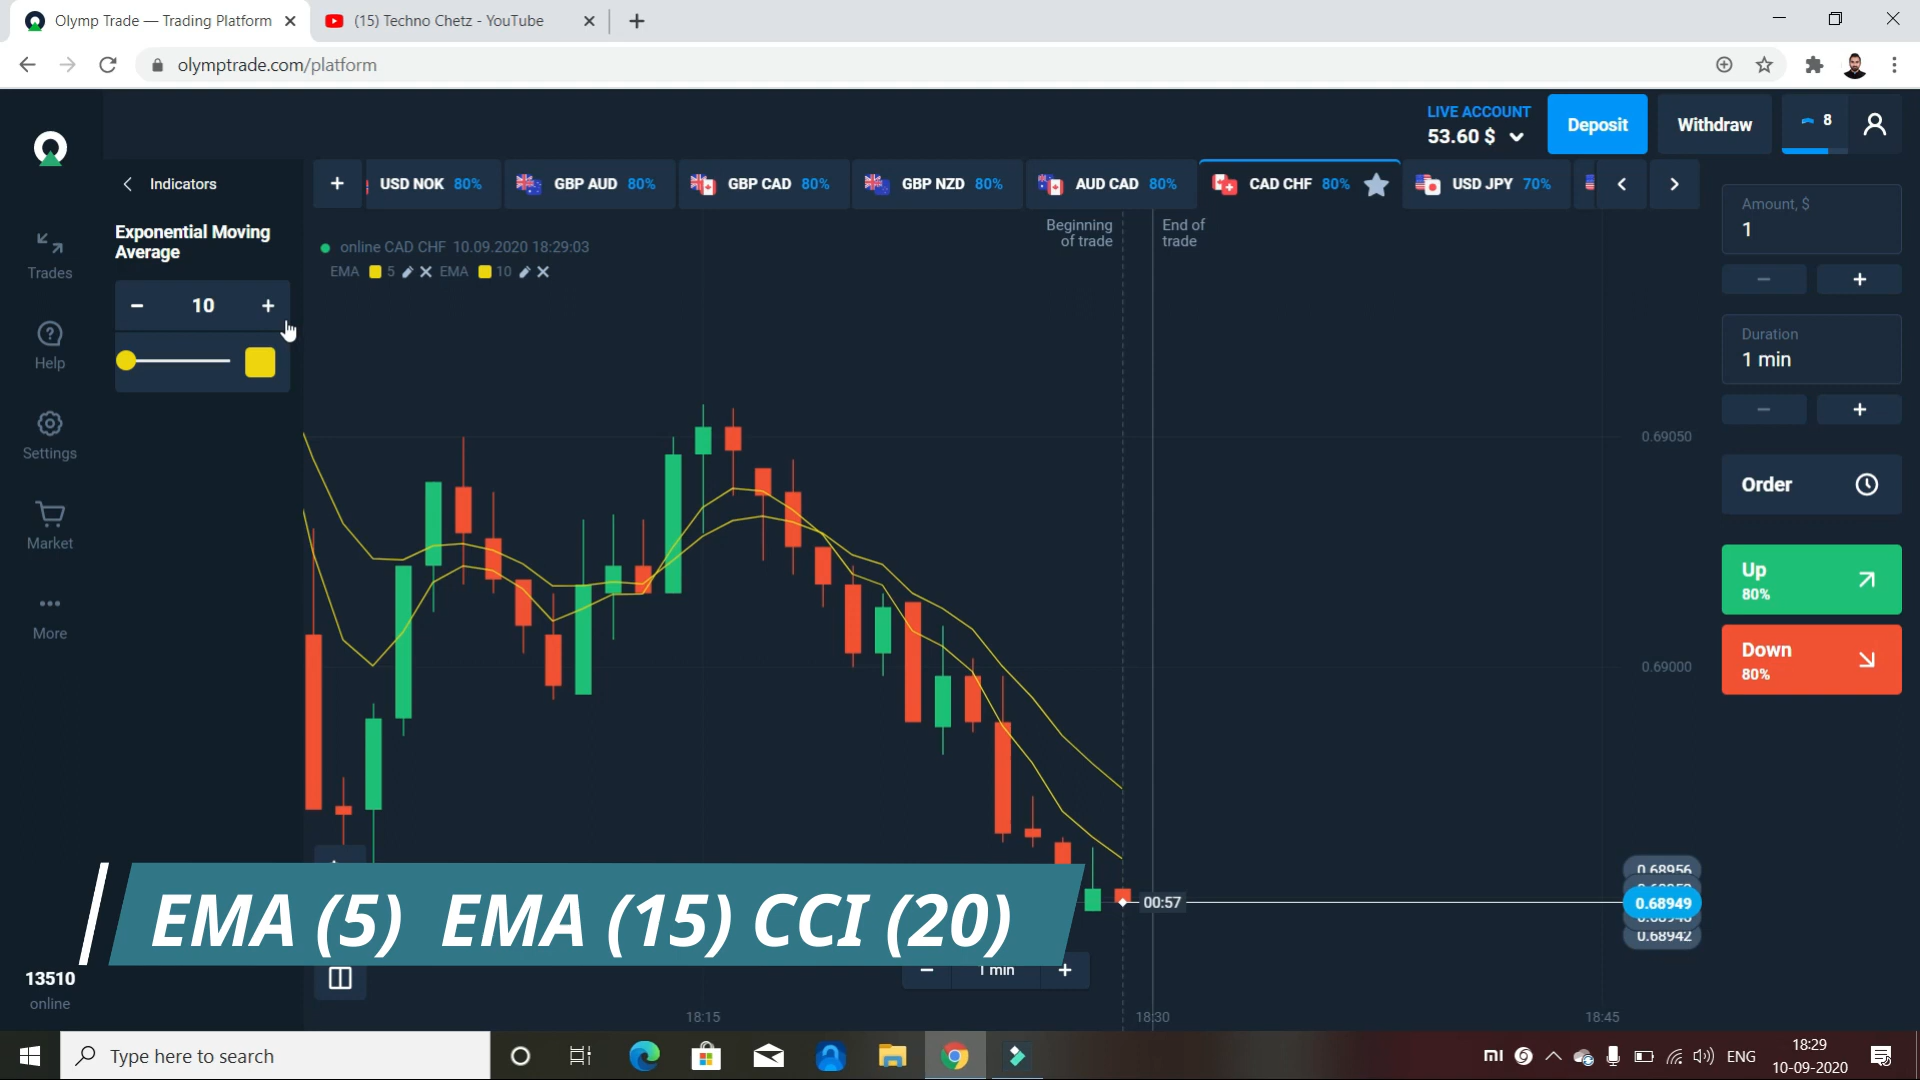 Olymp Trade — Trading Platform
(15) Techno Chetz - YouTube
olymptrade.com/platform
LIVE ACCOUNT
53.60 $
Deposit
Withdraw
8
Indicators
USD NOK 80%
GBP AUD 80%
GBP CAD 80%
GBP NZD 80%
AUD CAD 80%
CAD CHF 80%
USD JPY 70%
Exponential Moving
Average
10
Trades
Help
Settings
Market
More
13510
online
Beginning
of trade
End of
trade
online CAD CHF 10.09.2020 18:29:03
EMA 5 EMA 10
Amount, $
1
Duration
1 min
Order
Up
80%
Down
80%
0.69050
0.69000
0.68956
0.68949
0.68942
00:57
EMA (5) EMA (15) CCI (20)
1 min
18:15
18:30
18:45
Type here to search
ENG
18:29
10-09-2020